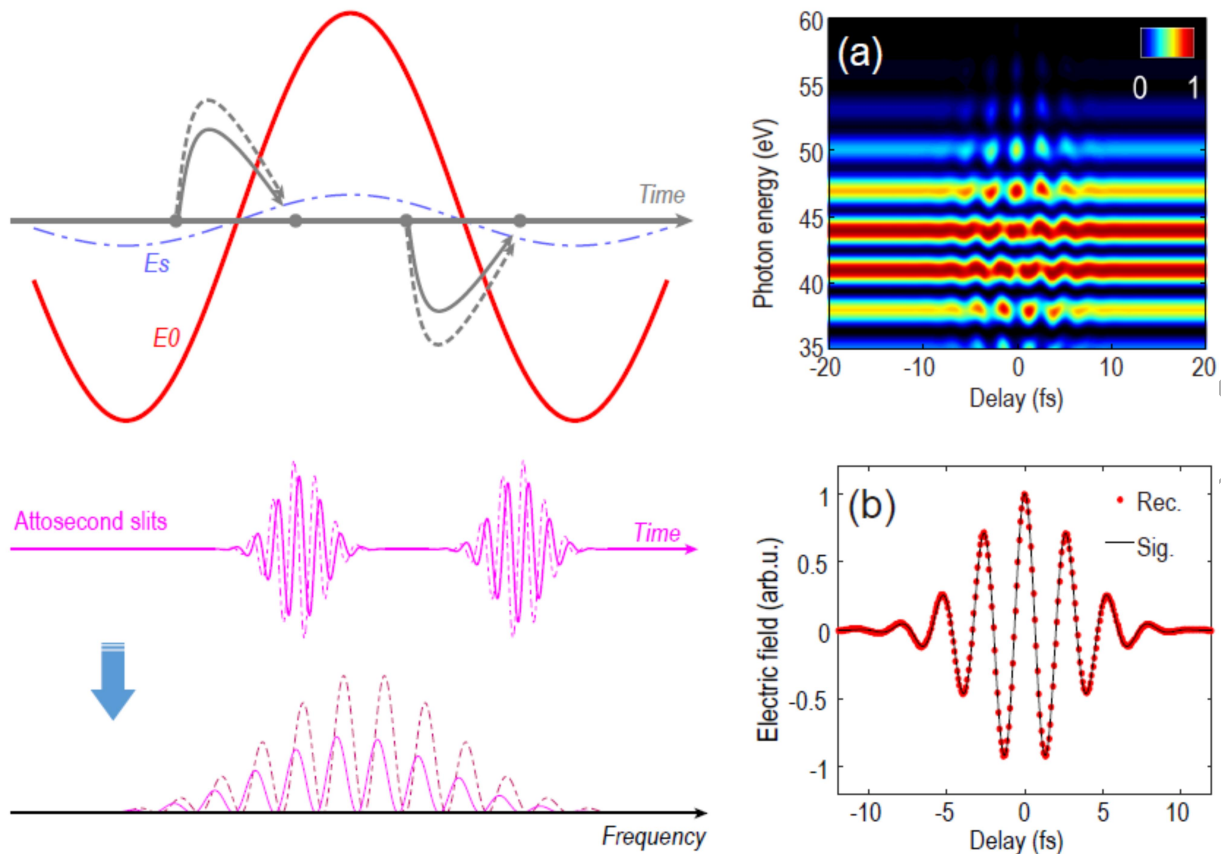 Time
Es
E0
Attosecond slits
Time
Frequency
(a)
0 1
Photon energy (eV)
60
55
50
45
40
35
-20 -10 0 10 20
Delay (fs)
(b)
Rec.
Sig.
Electric field (arb.u.)
1
0.5
0
-0.5
-1
-10 -5 0 5 10
Delay (fs)